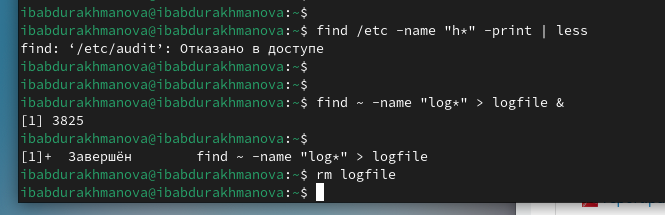 ibabdurakhmanova@ibabdurakhmanova:~$
ibabdurakhmanova@ibabdurakhmanova:~$ find /etc -name "h*" -print | less
find: ‘/etc/audit’: Отказано в доступе
ibabdurakhmanova@ibabdurakhmanova:~$
ibabdurakhmanova@ibabdurakhmanova:~$
ibabdurakhmanova@ibabdurakhmanova:~$ find ~ -name "log*" > logfile &
[1] 3825
ibabdurakhmanova@ibabdurakhmanova:~$
[1]+  Завершён        find ~ -name "log*" > logfile
ibabdurakhmanova@ibabdurakhmanova:~$ rm logfile
ibabdurakhmanova@ibabdurakhmanova:~$